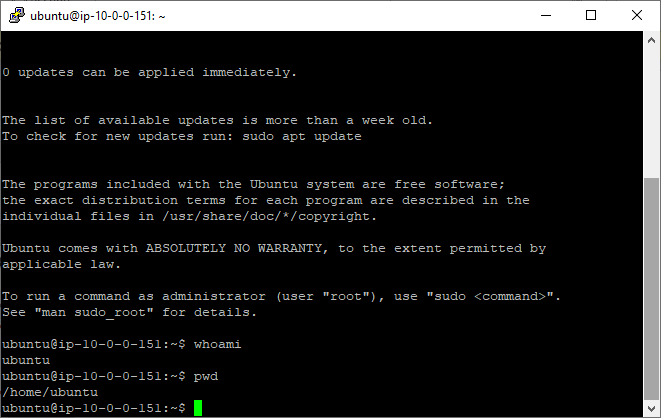 ubuntu@ip-10-0-0-151: ~
0 updates can be applied immediately.
The list of available updates is more than a week old.
To check for new updates run: sudo apt update
The programs included with the Ubuntu system are free software;
the exact distribution terms for each program are described in the
individual files in /usr/share/doc/*/copyright.
Ubuntu comes with ABSOLUTELY NO WARRANTY, to the extent permitted by
applicable law.
To run a command as administrator (user "root"), use "sudo <command>".
See "man sudo_root" for details.
ubuntu@ip-10-0-0-151:~$ whoami
ubuntu
ubuntu@ip-10-0-0-151:~$ pwd
/home/ubuntu
ubuntu@ip-10-0-0-151:~$